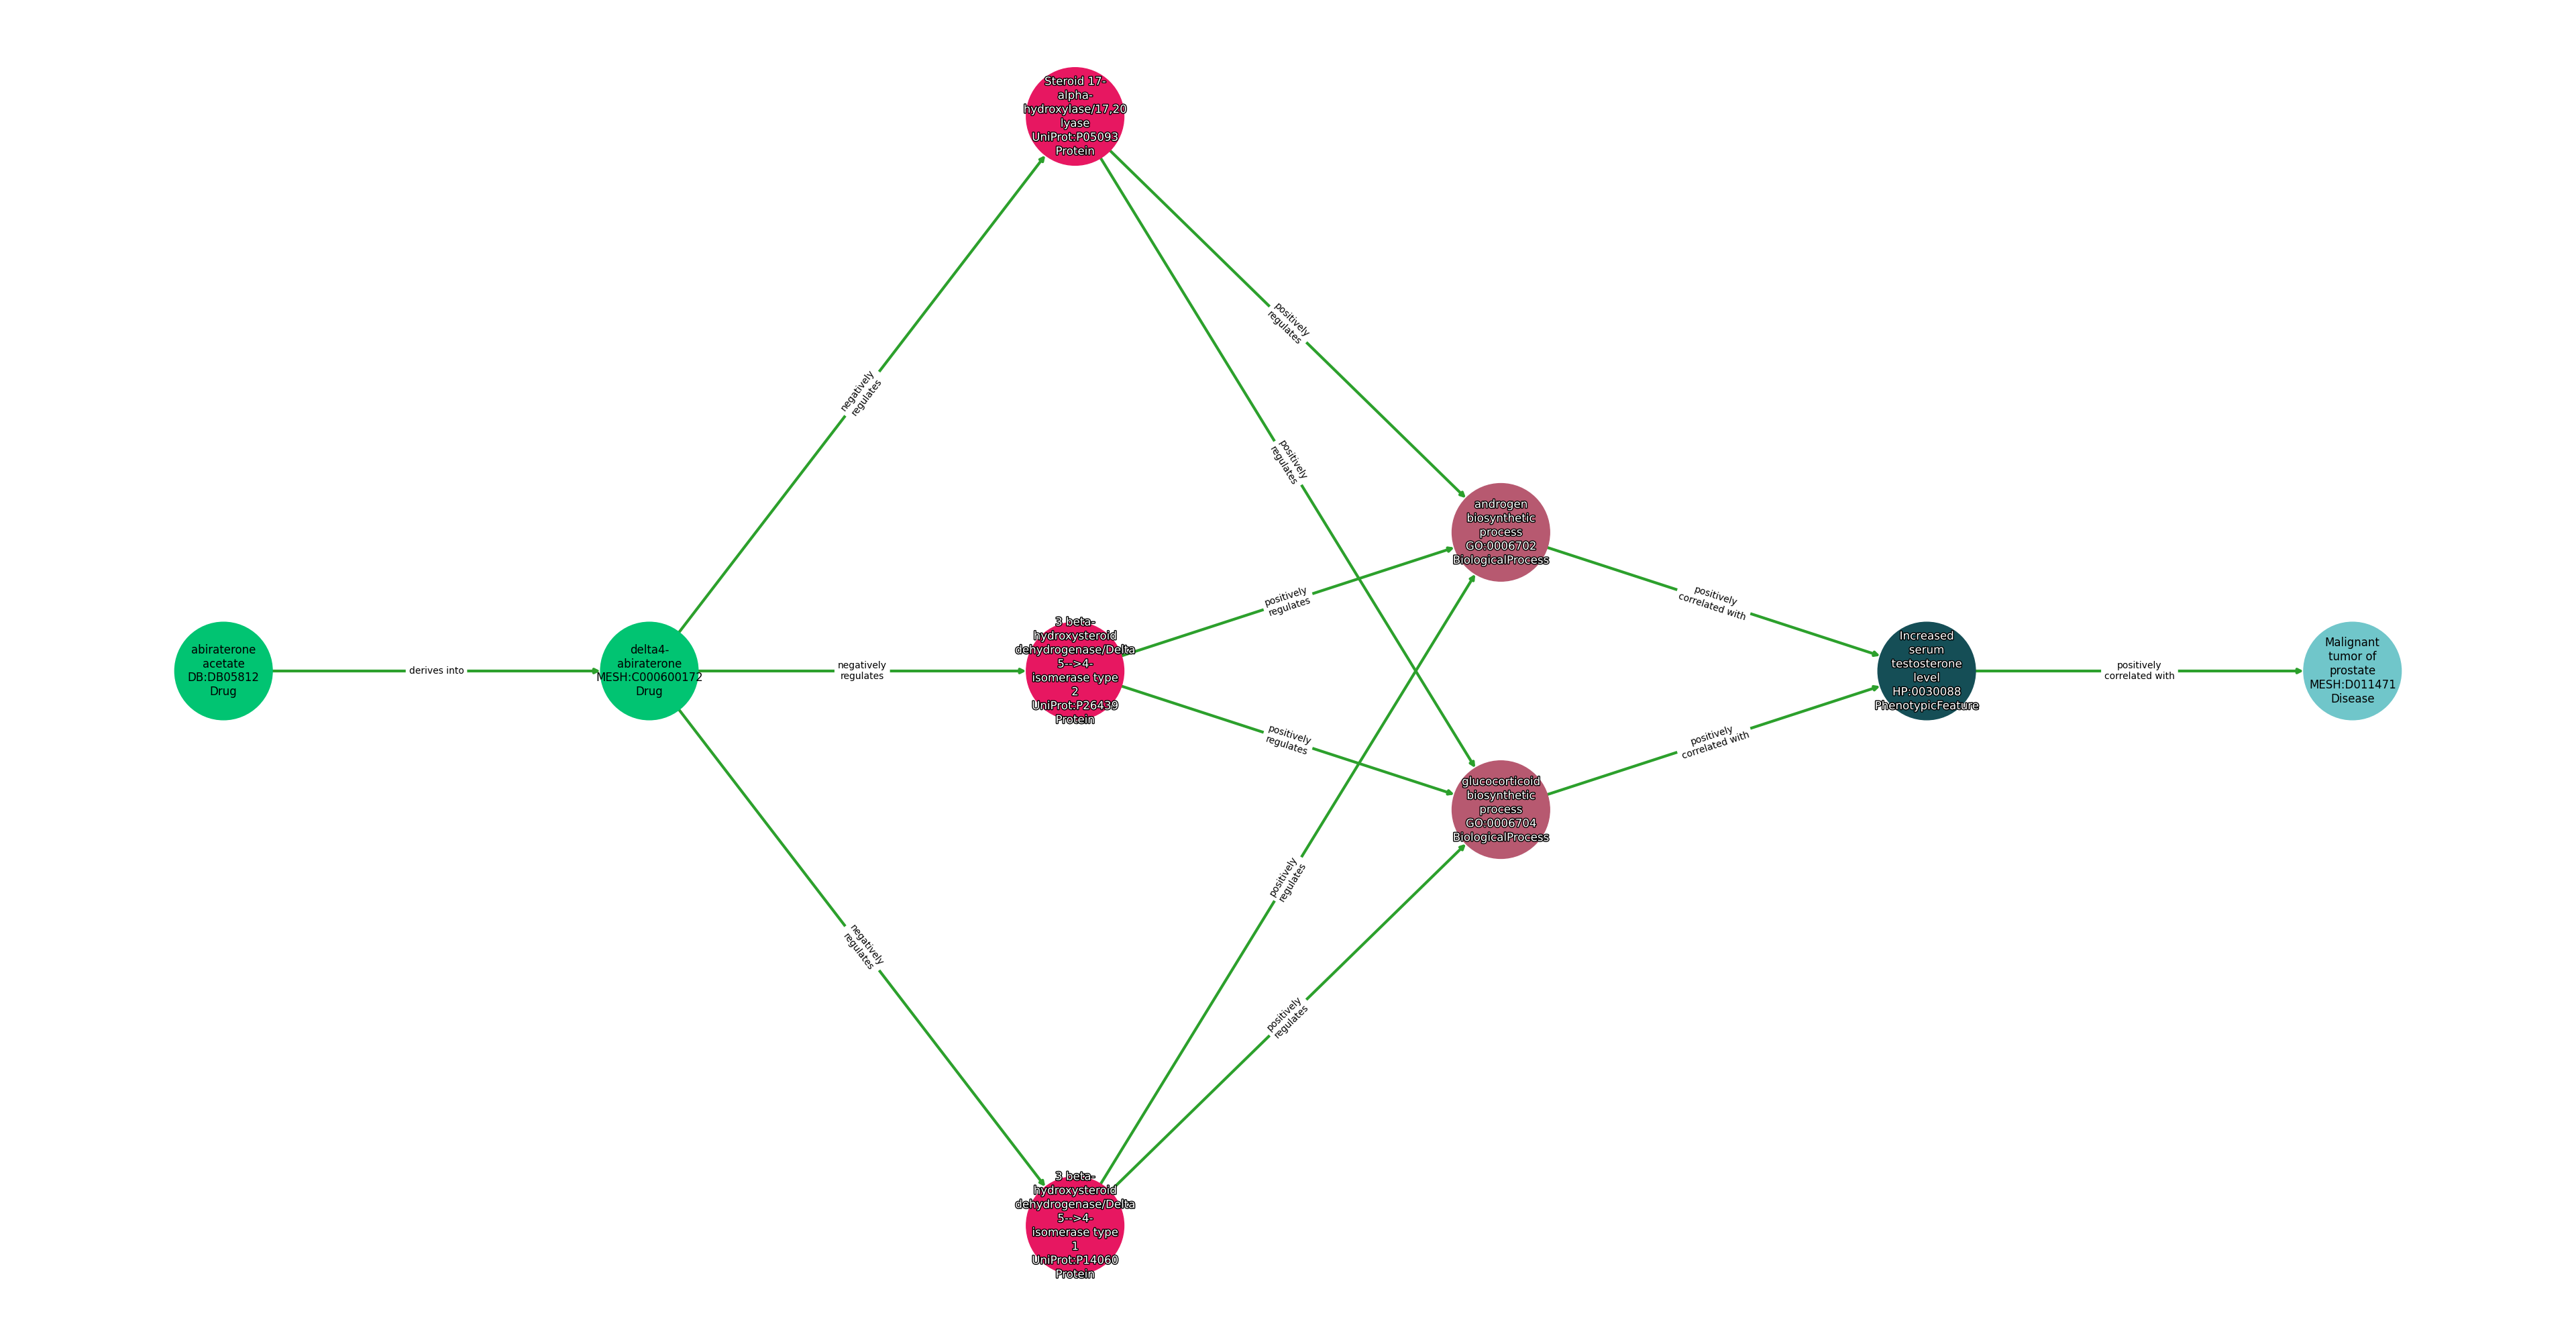 Steroid 17-
alpha-
hydroxylase/17,20
lyase
UniProt:P05093
Protein
positively
regulates
negatively
regulates
positively
regulates
androgen
biosynthetic
process
GO:0006702
BiologicalProcess
positively
regulates
positively
correlated with
abiraterone
acetate
DB:DB05812
Drug
derives into
delta4-
abiraterone
MESH:C000600172
Drug
negatively
regulates
3 beta-
hydroxysteroid
dehydrogenase/Delta
5-->4-
isomerase type
2
UniProt:P26439
Protein
Increased
serum
testosterone
level
HP:0030088
PhenotypicFeature
positively
correlated with
Malignant
tumor of
prostate
MESH:D011471
Disease
positively
regulates
positively
correlated with
glucocorticoid
biosynthetic
process
GO:0006704
BiologicalProcess
positively
regulates
negatively
regulates
positively
regulates
3 beta-
hydroxysteroid
dehydrogenase/Delta
5-->4-
isomerase type
1
UniProt:P14060
Protein